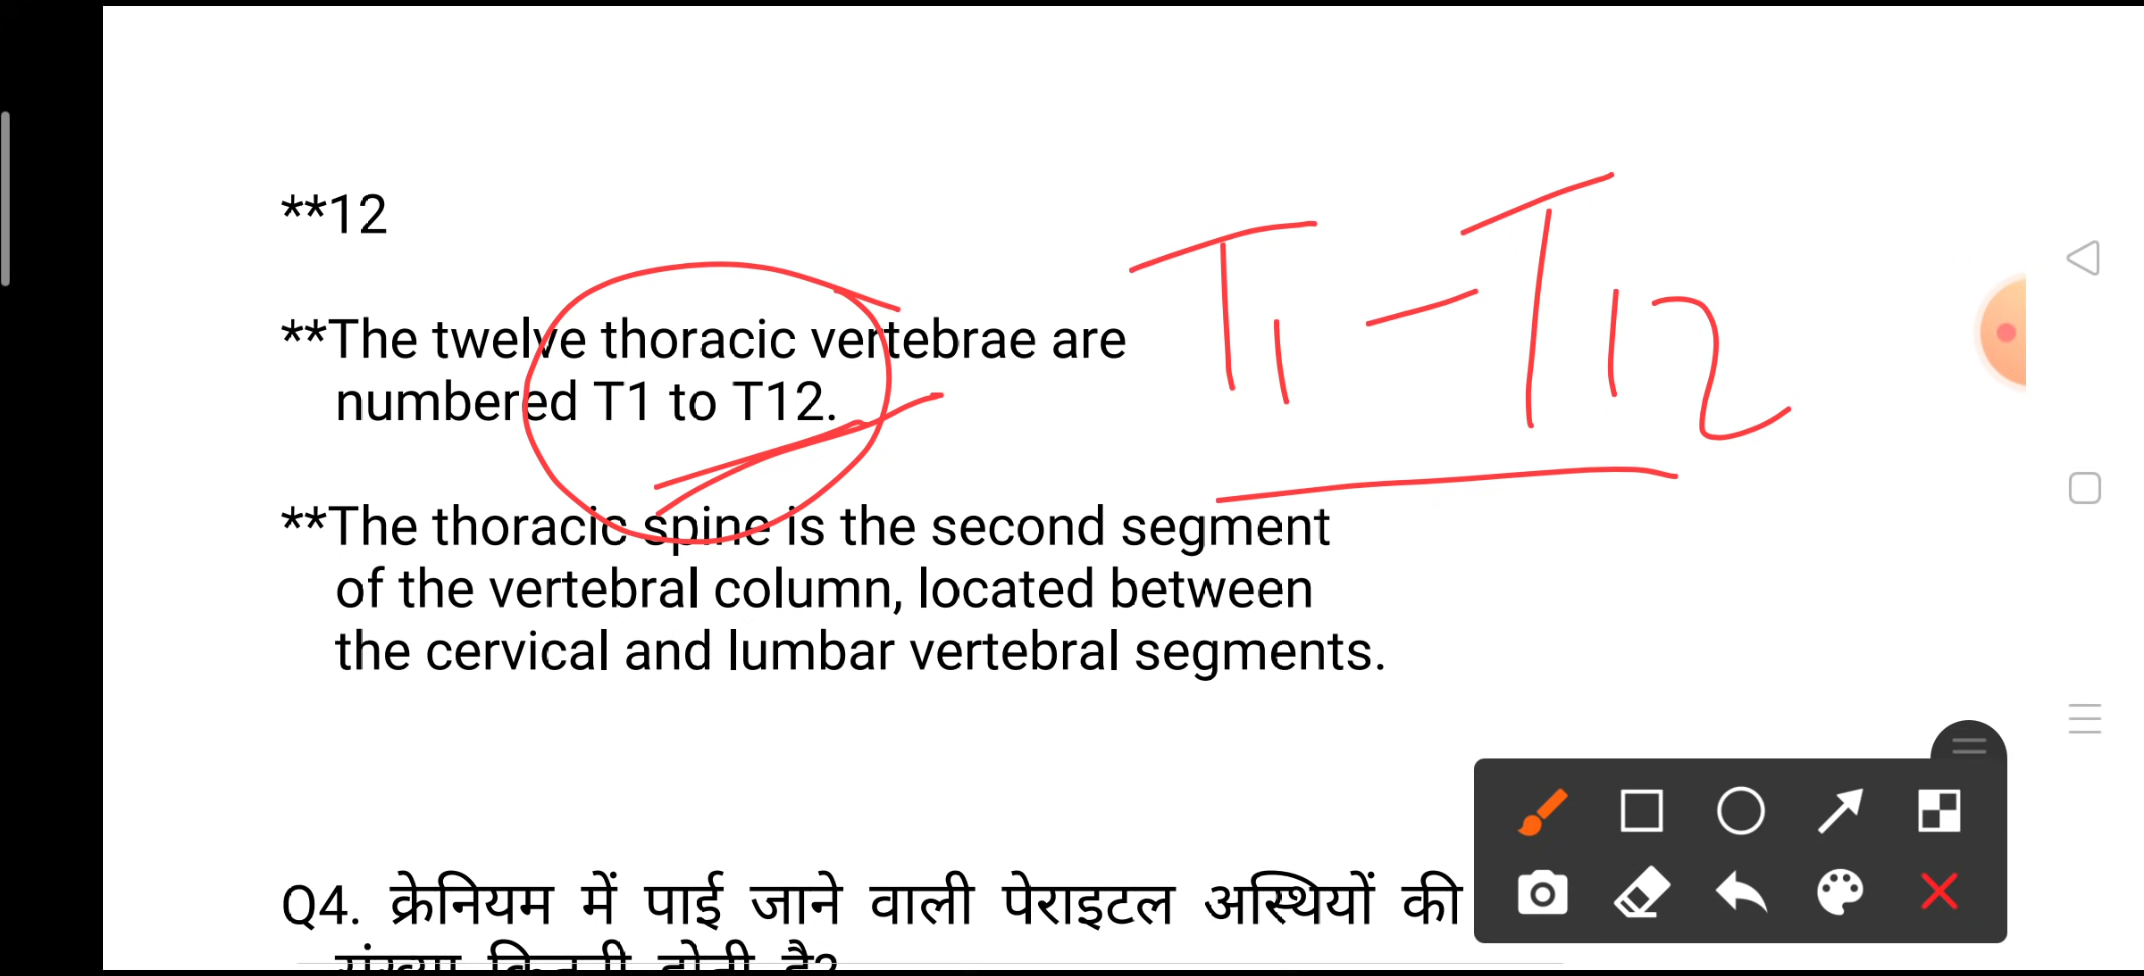 **12
**The twelve thoracic vertebrae are
numbered T1 to T12.
T1 - T12
**The thoracic spine is the second segment
of the vertebral column, located between
the cervical and lumbar vertebral segments.
Q4. क्रेनियम में पाई जाने वाली पेराइटल अस्थियों की
संख्या कितनी होती है?